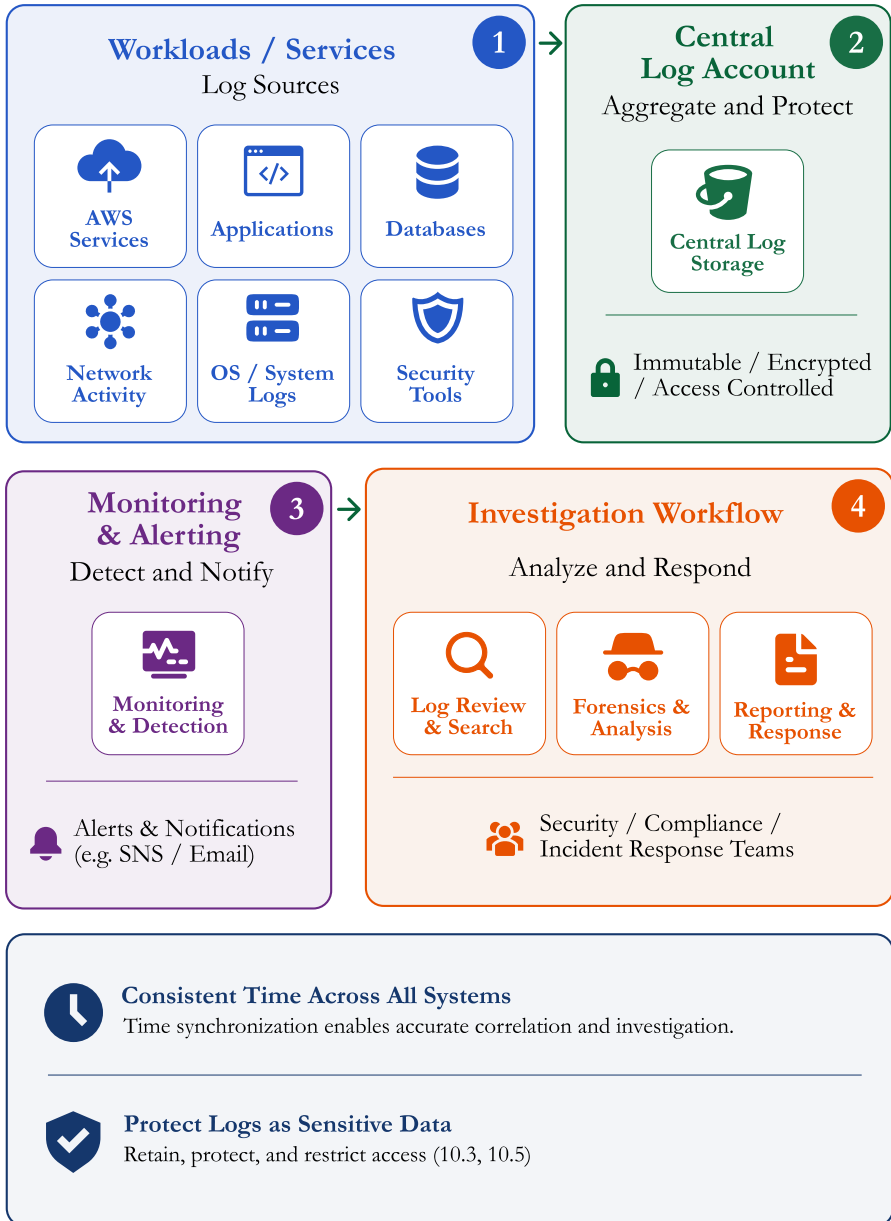 Workloads / Services
1
Log Sources
AWS
Services
</>
Applications
Databases
Network
Activity
OS / System
Logs
Security
Tools
Central
Log Account
2
Aggregate and Protect
Central Log
Storage
Immutable / Encrypted
/ Access Controlled
Monitoring
& Alerting
3
Detect and Notify
Monitoring
& Detection
Alerts & Notifications
(e.g. SNS / Email)
Investigation Workflow
4
Analyze and Respond
Log Review
& Search
Forensics &
Analysis
Reporting &
Response
Security / Compliance /
Incident Response Teams
Consistent Time Across All Systems
Time synchronization enables accurate correlation and investigation.
Protect Logs as Sensitive Data
Retain, protect, and restrict access (10.3, 10.5)